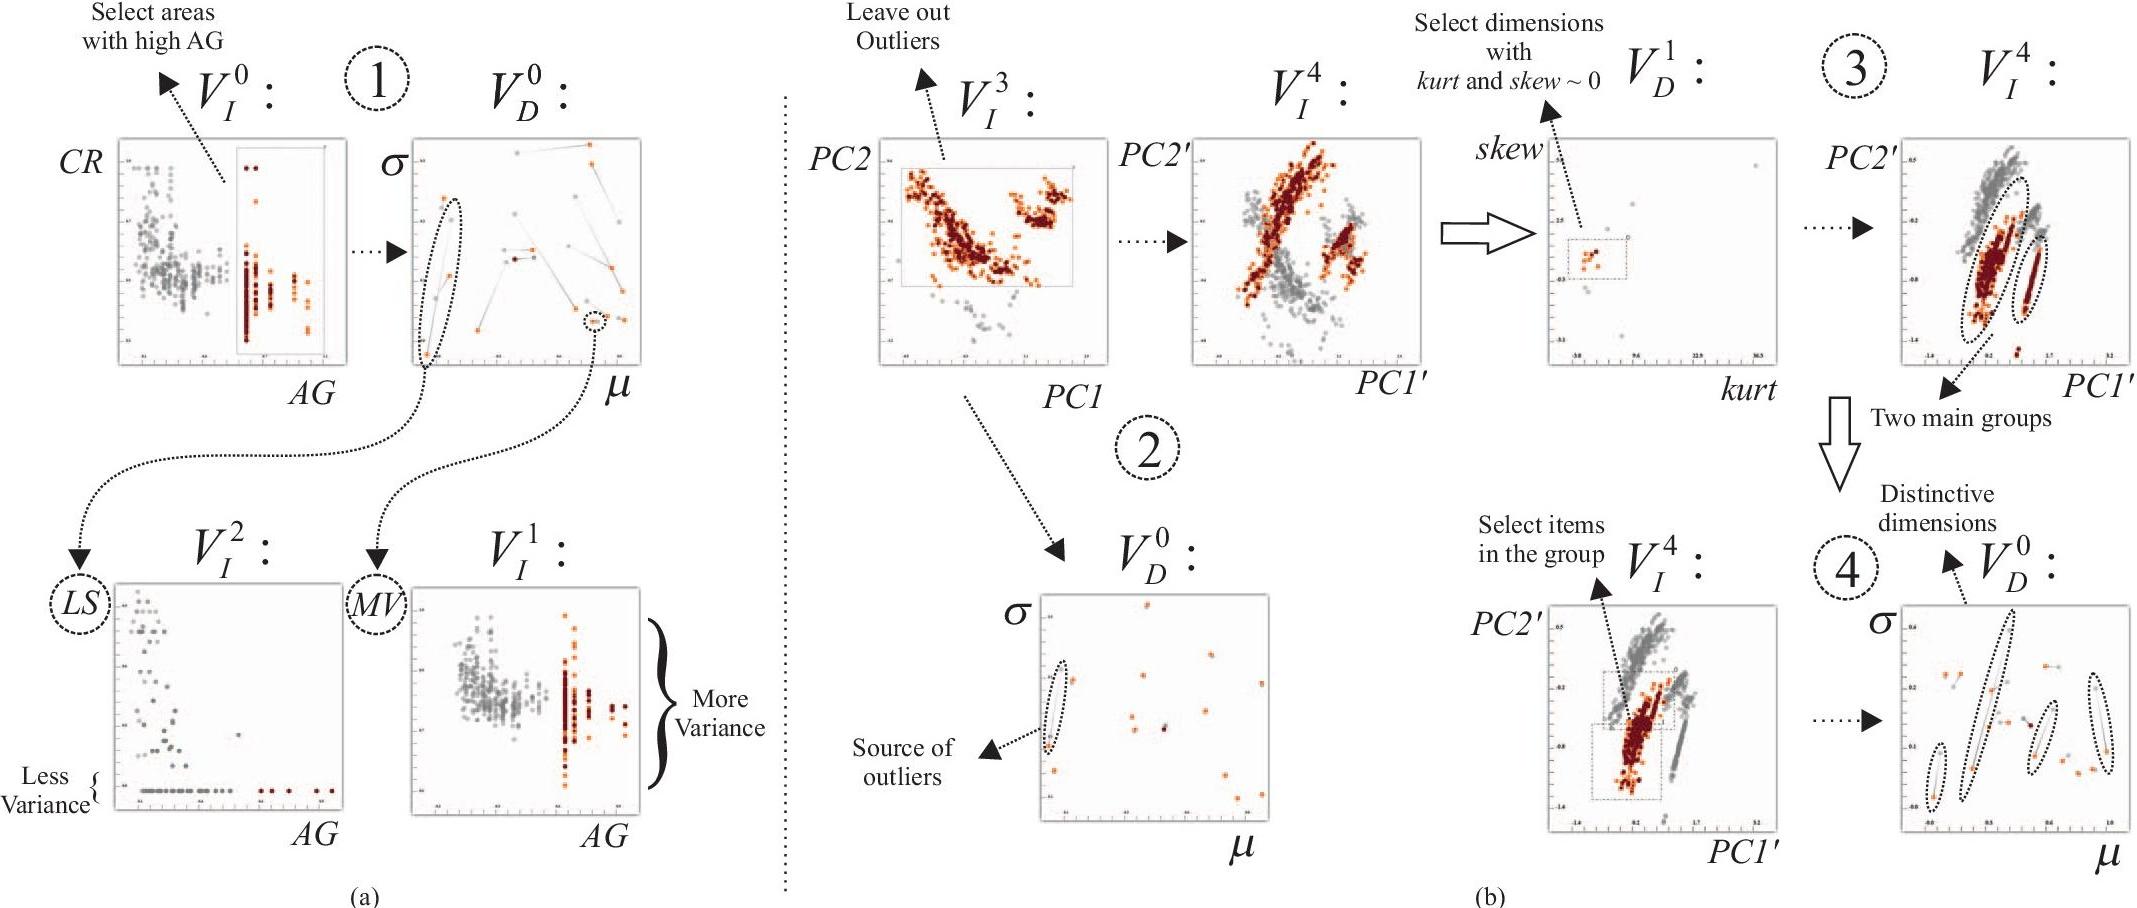 Select areas
with high AG
V_I^0 :
1
V_D^0 :
CR
AG
σ
μ
V_I^2 :
LS
Less
Variance
AG
V_I^1 :
MV
More
Variance
AG
(a)
Leave out
Outliers
V_I^3 :
PC2
PC1
V_I^4 :
PC2'
PC1'
2
V_D^0 :
σ
μ
Source of
outliers
Select dimensions
with
kurt and skew ~ 0
V_D^1 :
skew
kurt
3
V_I^4 :
PC2'
PC1'
Two main groups
Select items
in the group
V_I^4 :
PC2'
PC1'
4
Distinctive
dimensions
V_D^0 :
σ
μ
(b)